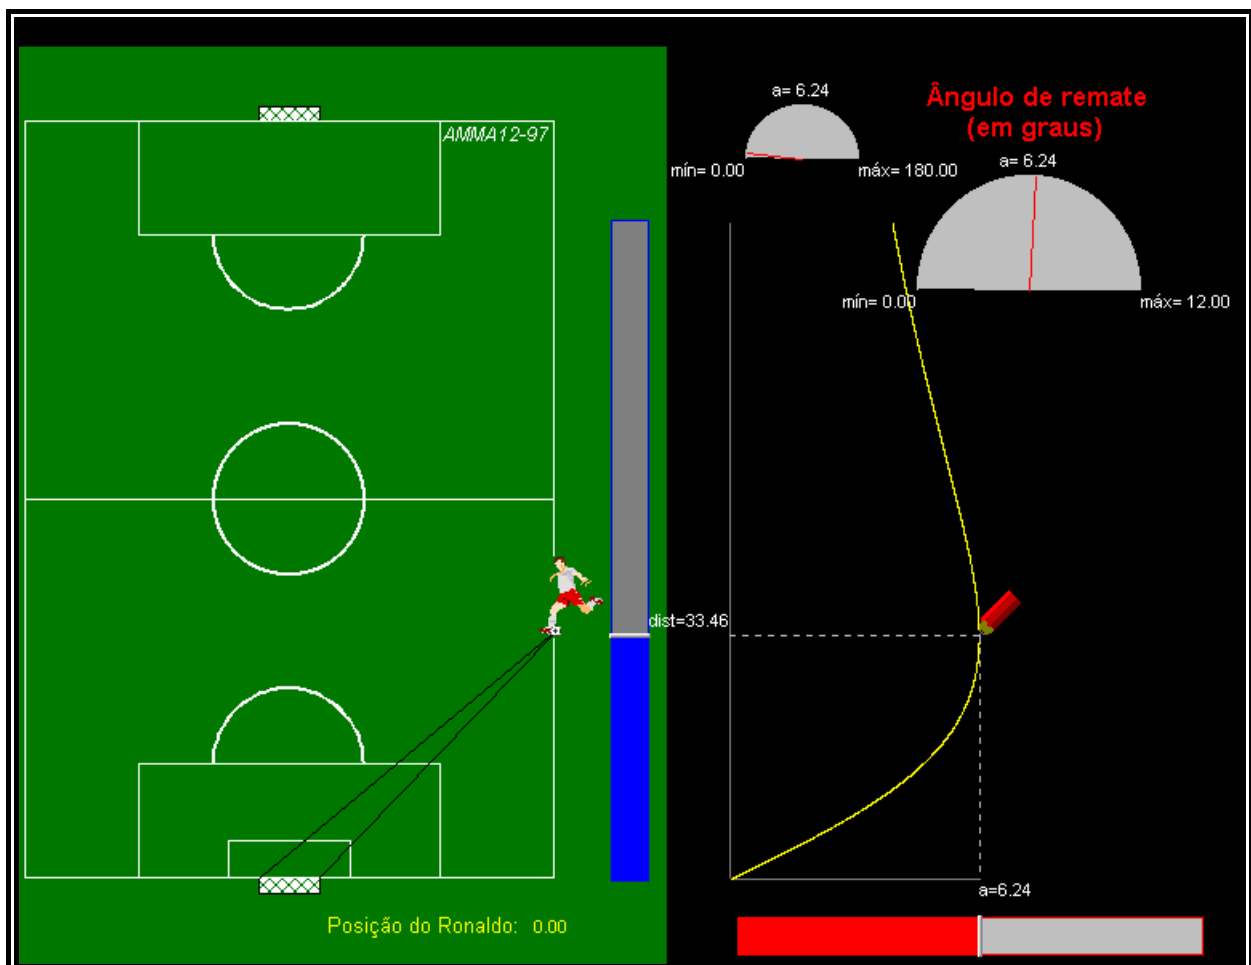 AMMA12-97
a= 6.24
mín= 0.00
máx= 180.00
Ângulo de remate
(em graus)
a= 6.24
mín= 0.00
máx= 12.00
dist=33.46
a=6.24
Posição do Ronaldo: 0.00